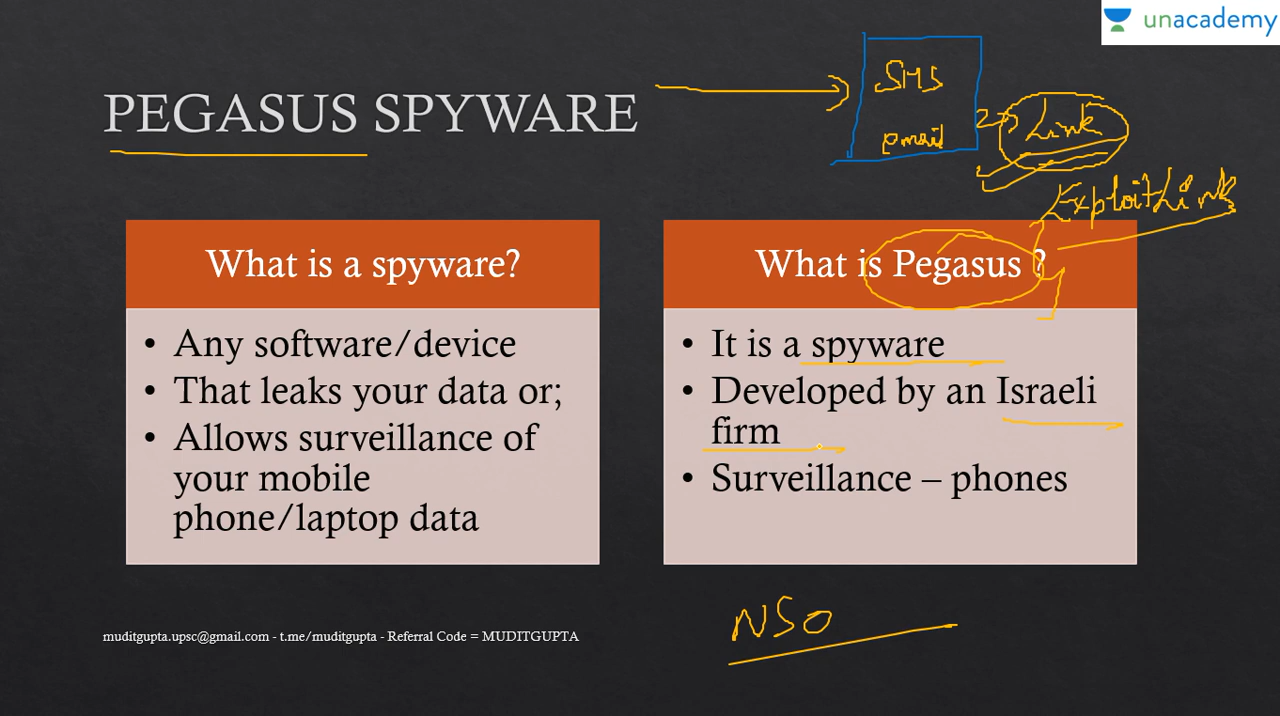 unacademy
PEGASUS SPYWARE
SMS
email
Link
Exploit Link
What is a spyware?
• Any software/device
• That leaks your data or;
• Allows surveillance of
your mobile
phone/laptop data
What is Pegasus ?
• It is a spyware
• Developed by an Israeli
firm
• Surveillance – phones
NSO
muditgupta.upsc@gmail.com - t.me/muditgupta - Referral Code = MUDITGUPTA